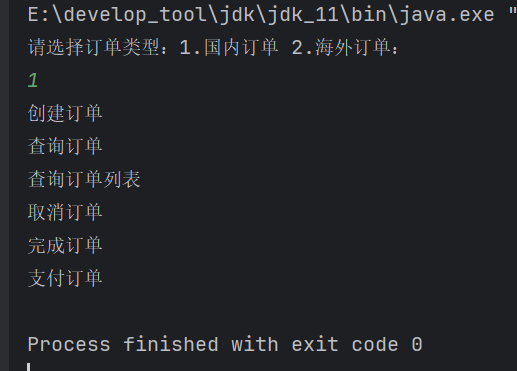 E:\develop_tool\jdk\jdk_11\bin\java.exe "
请选择订单类型：1.国内订单 2.海外订单：
1
创建订单
查询订单
查询订单列表
取消订单
完成订单
支付订单
Process finished with exit code 0